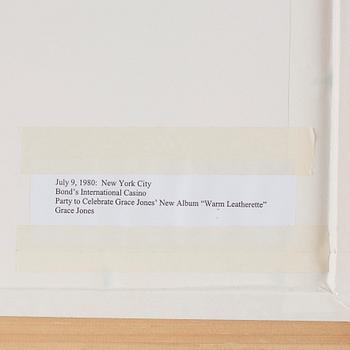 July 9, 1980: New York City
Bond's International Casino
Party to Celebrate Grace Jones' New Album “Warm Leatherette”
Grace Jones